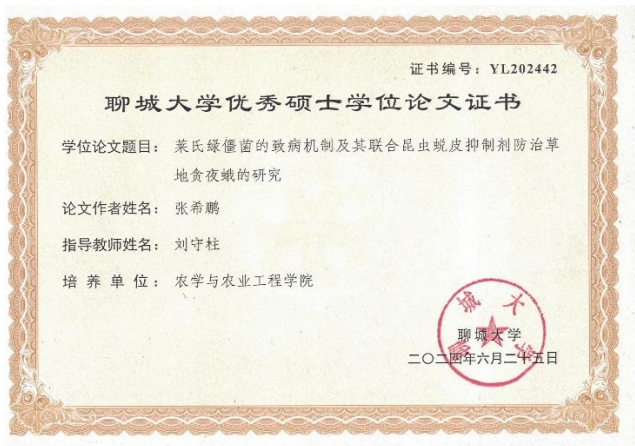 证书编号：YL202442
聊城大学优秀硕士学位论文证书
学位论文题目：莱氏绿僵菌的致病机制及其联合昆虫蜕皮抑制剂防治草
地贪夜蛾的研究
论文作者姓名：张希鹏
指导教师姓名：刘守柱
培养单位：农学与农业工程学院
聊城大学
聊城大学
二〇二四年六月二十五日